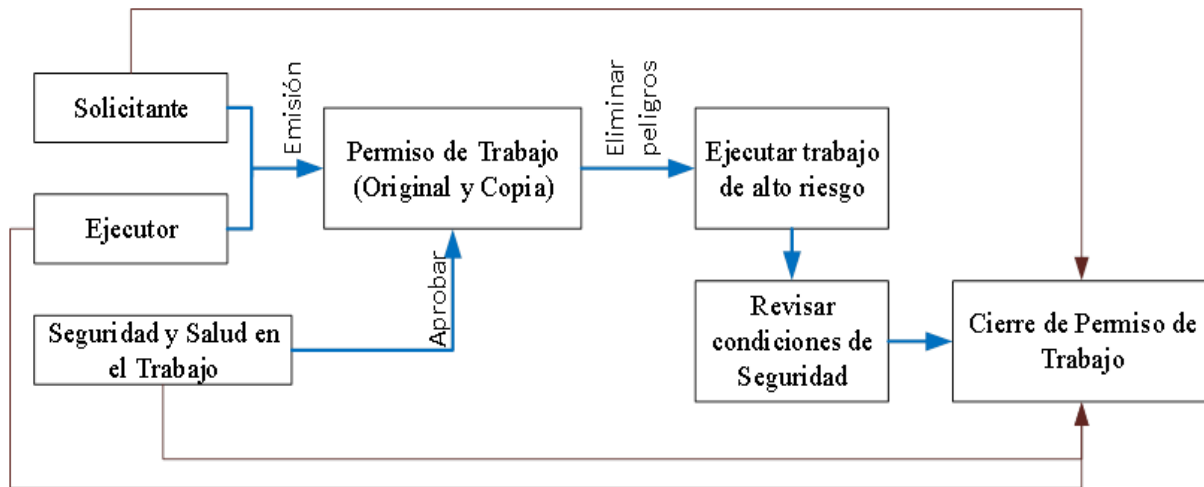 Solicitante
Emisión
Permiso de Trabajo
(Original y Copia)
Eliminar
peligros
Ejecutar trabajo
de alto riesgo
Ejecutor
Aprobar
Seguridad y Salud en
el Trabajo
Revisar
condiciones de
Seguridad
Cierre de Permiso de
Trabajo